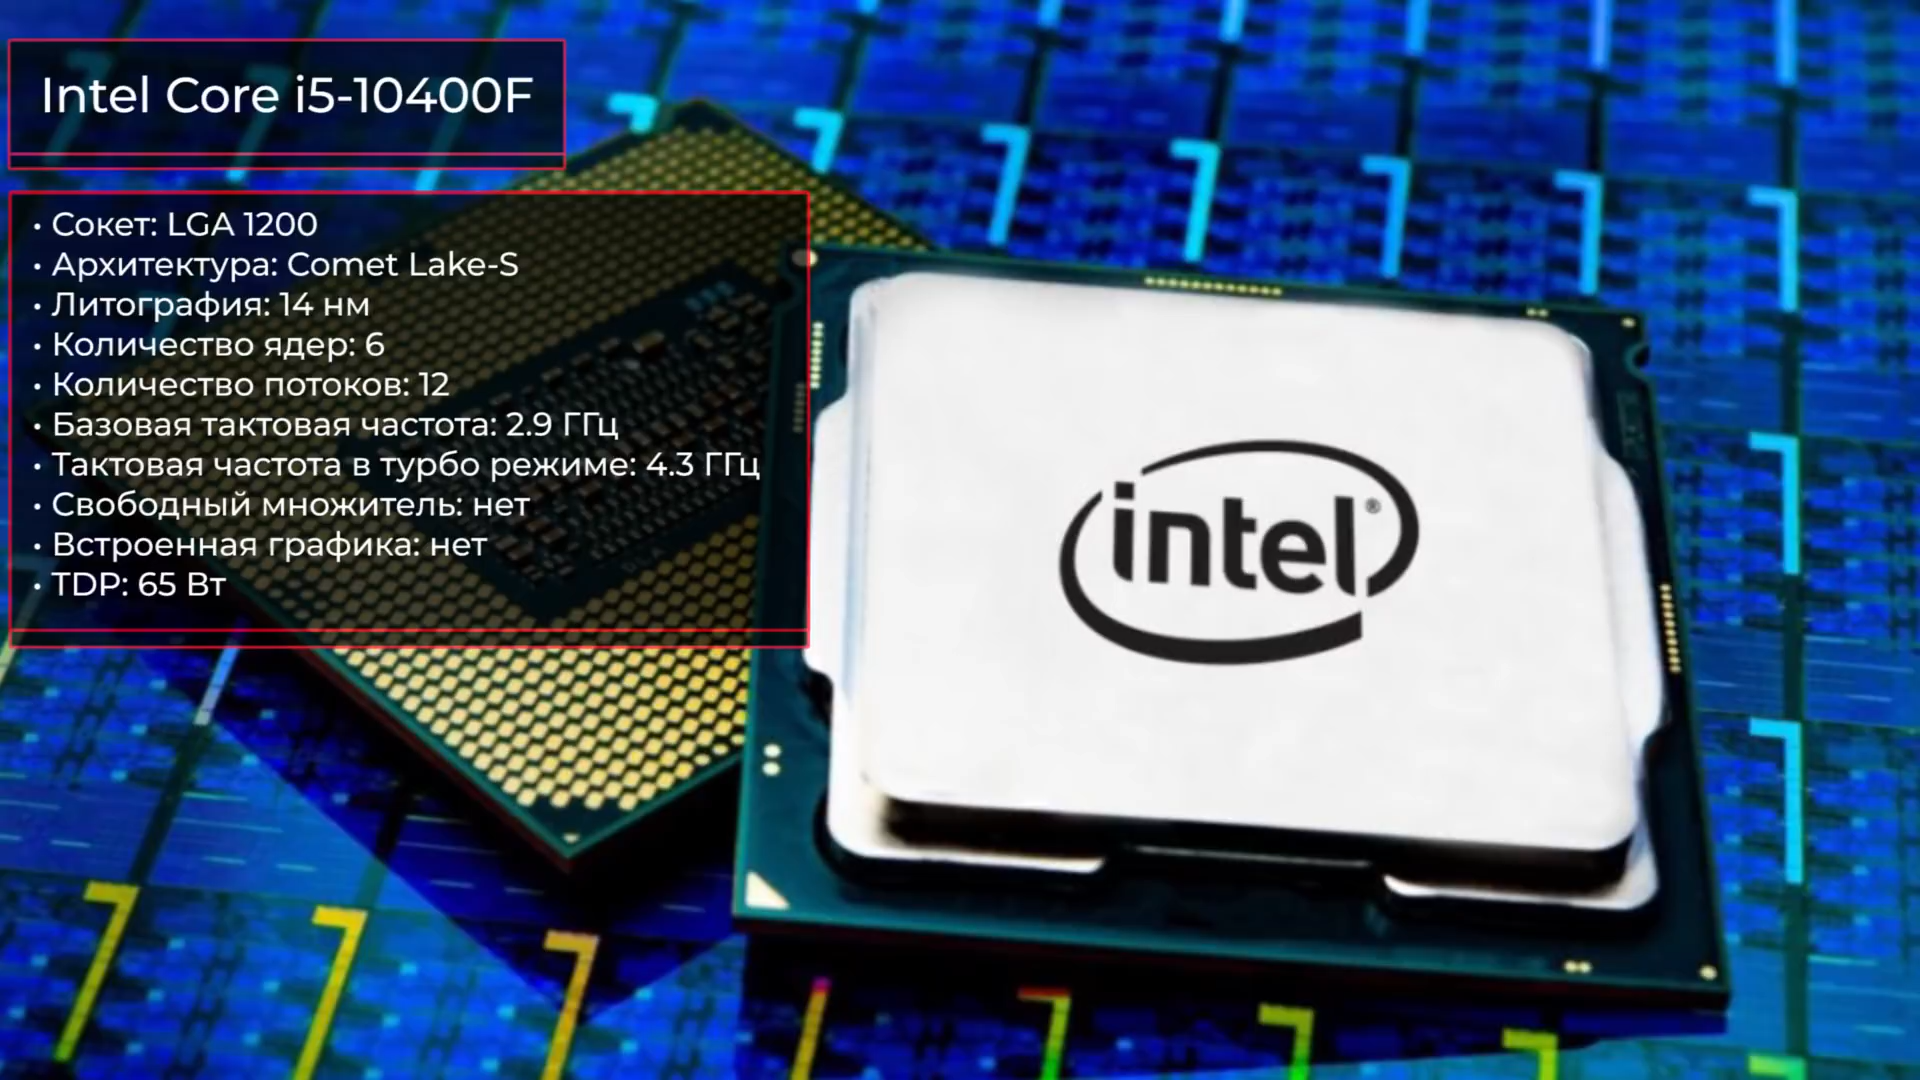 Intel Core i5-10400F
• Сокет: LGA 1200
• Архитектура: Comet Lake-S
• Литография: 14 нм
• Количество ядер: 6
• Количество потоков: 12
• Базовая тактовая частота: 2.9 ГГц
• Тактовая частота в турбо режиме: 4.3 ГГц
• Свободный множитель: нет
• Встроенная графика: нет
• TDP: 65 Вт
intel®